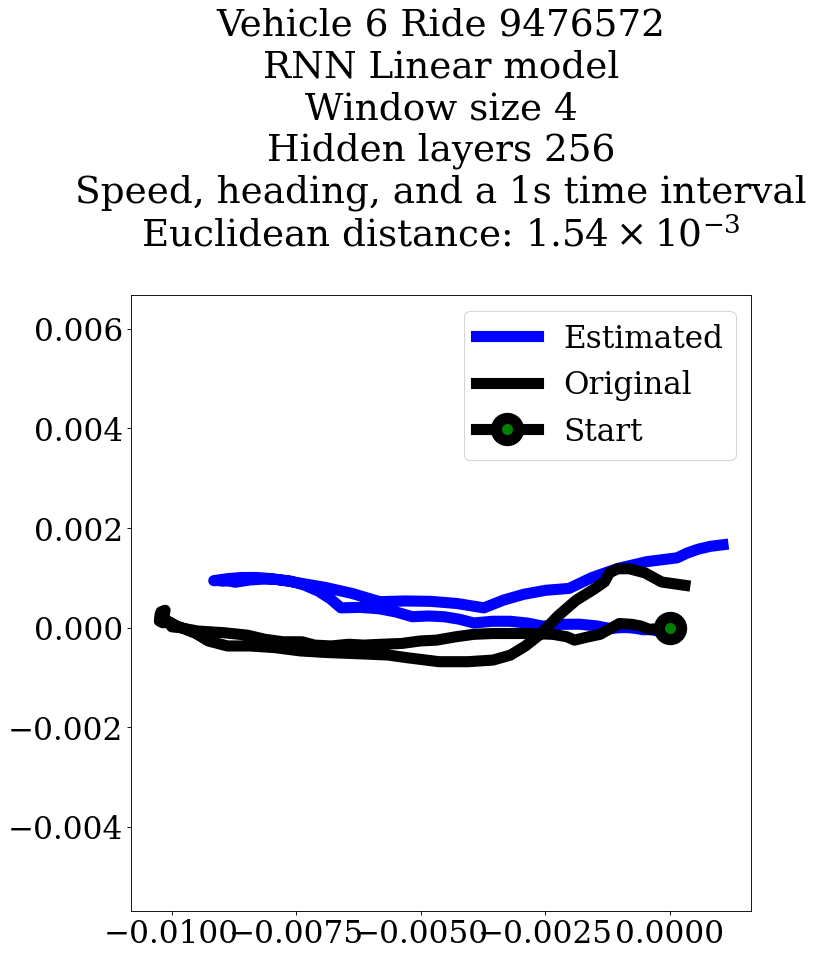 Vehicle 6 Ride 9476572
RNN Linear model
Window size 4
Hidden layers 256
Speed, heading, and a 1s time interval
Euclidean distance: 1.54 × 10⁻³
Estimated
Original
Start
0.006
0.004
0.002
0.000
−0.002
−0.004
−0.0100 −0.0075 −0.0050 −0.0025 0.0000